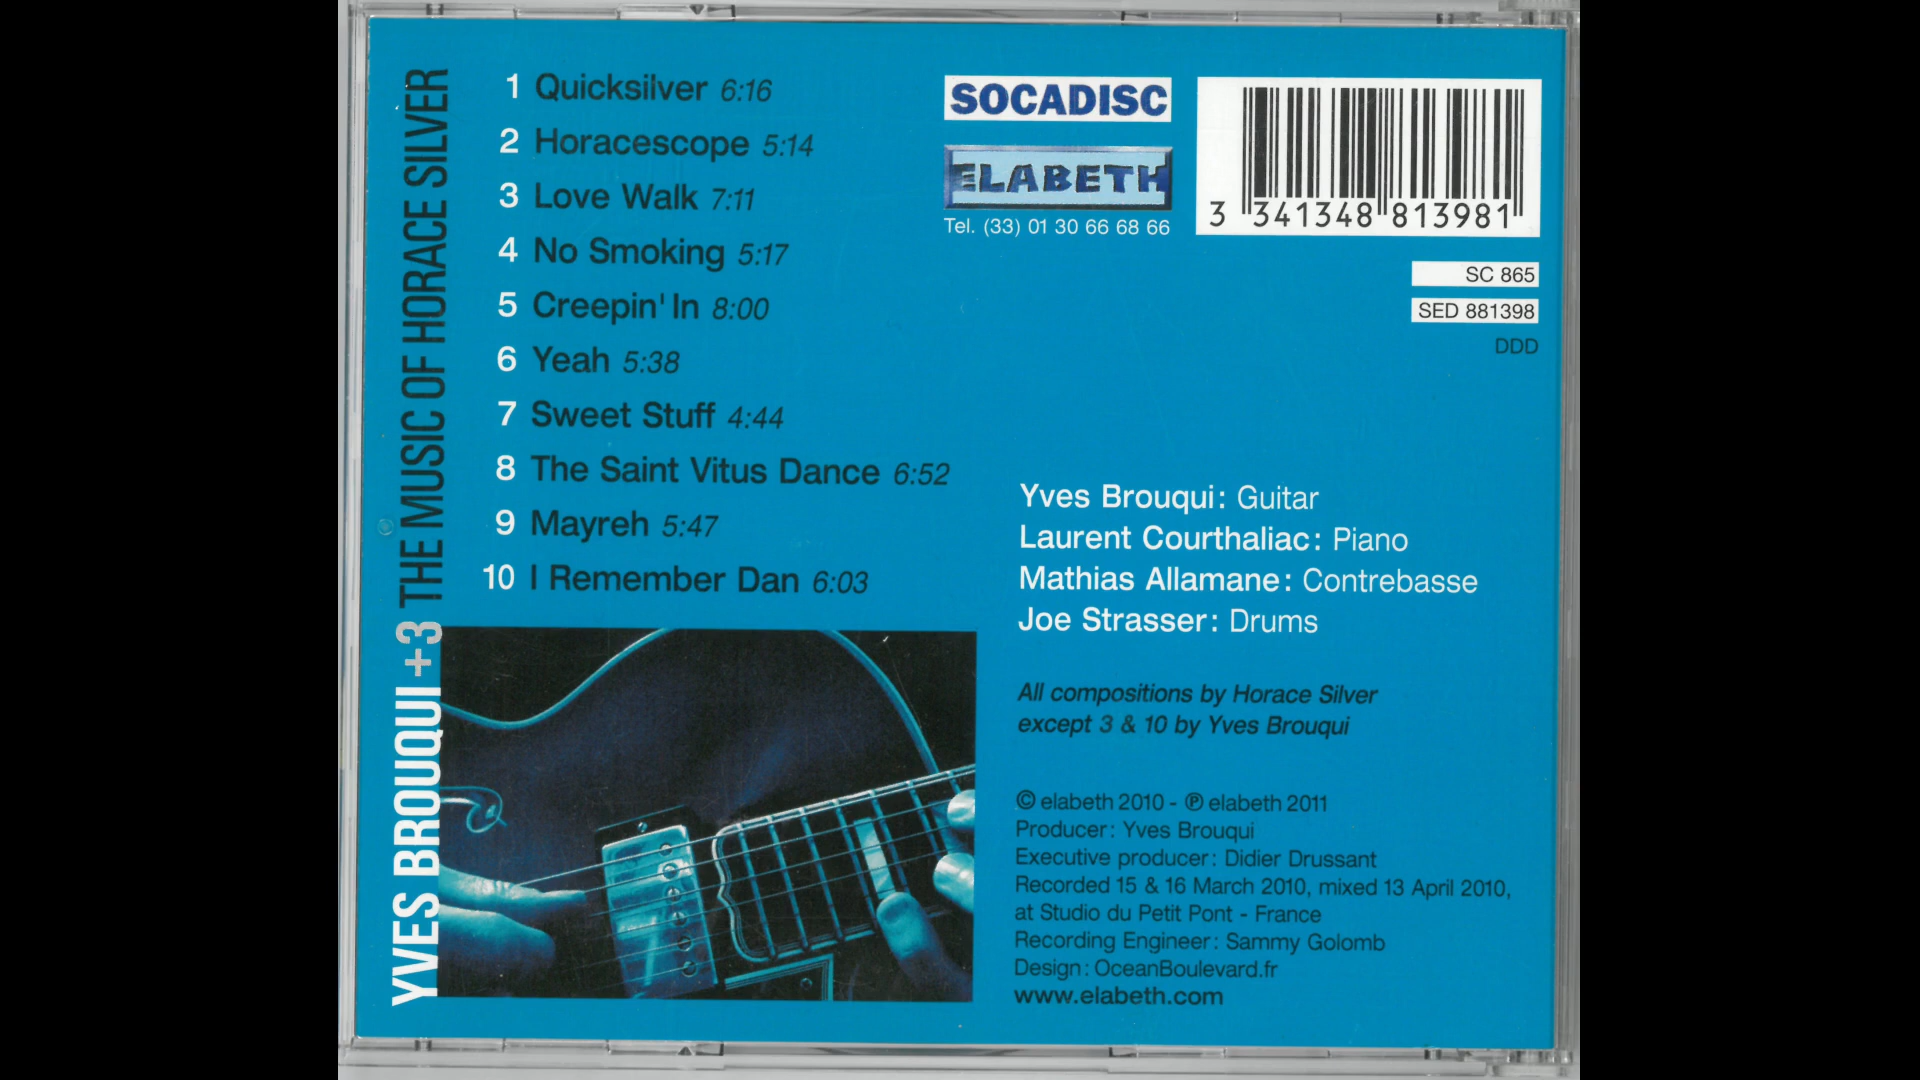 YVES BROUQUI +3 THE MUSIC OF HORACE SILVER
1 Quicksilver 6:16
2 Horacescope 5:14
3 Love Walk 7:11
4 No Smoking 5:17
5 Creepin' In 8:00
6 Yeah 5:38
7 Sweet Stuff 4:44
8 The Saint Vitus Dance 6:52
9 Mayreh 5:47
10 I Remember Dan 6:03
SOCADISC
ELABETH
Tel. (33) 01 30 66 68 66
3 341348 813981
SC 865
SED 881398
DDD
Yves Brouqui: Guitar
Laurent Courthaliac: Piano
Mathias Allamane: Contrebasse
Joe Strasser: Drums
All compositions by Horace Silver
except 3 & 10 by Yves Brouqui
© elabeth 2010 - ℗ elabeth 2011
Producer: Yves Brouqui
Executive producer: Didier Drussant
Recorded 15 & 16 March 2010, mixed 13 April 2010,
at Studio du Petit Pont - France
Recording Engineer: Sammy Golomb
Design: OceanBoulevard.fr
www.elabeth.com